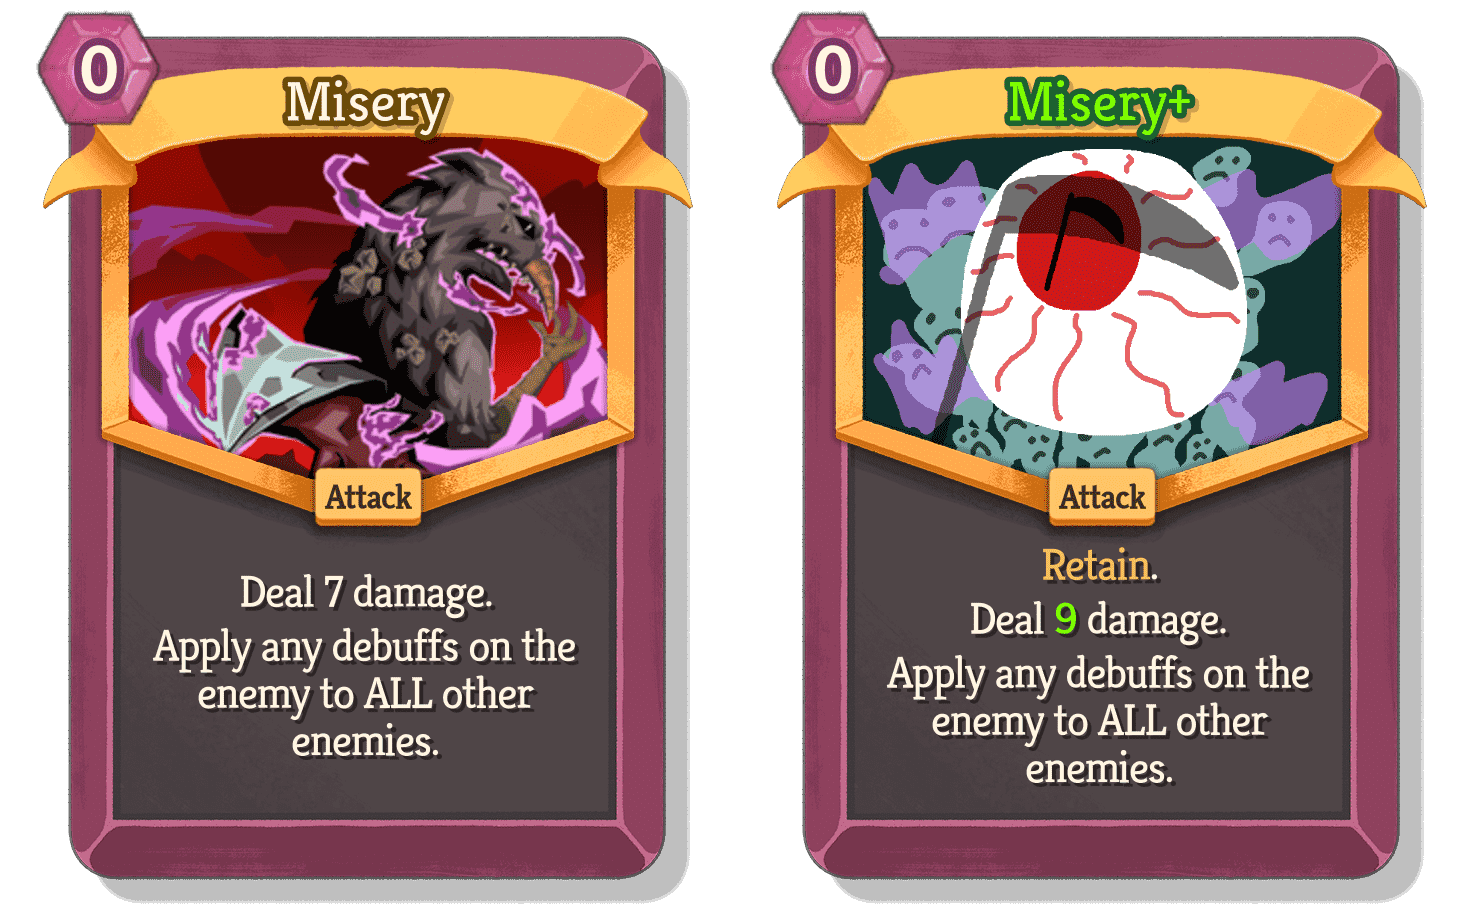 0
Misery
Attack
Deal 7 damage.
Apply any debuffs on the
enemy to ALL other
enemies.
0
Misery+
Attack
Retain.
Deal 9 damage.
Apply any debuffs on the
enemy to ALL other
enemies.